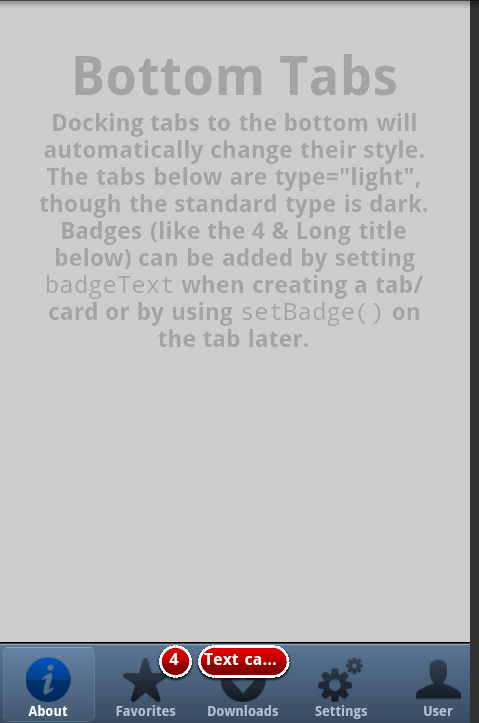 Bottom Tabs
Docking tabs to the bottom will
automatically change their style.
The tabs below are type="light",
though the standard type is dark.
Badges (like the 4 & Long title
below) can be added by setting
badgeText when creating a tab/
card or by using setBadge() on
the tab later.
4 Text ca...
About Favorites Downloads Settings User